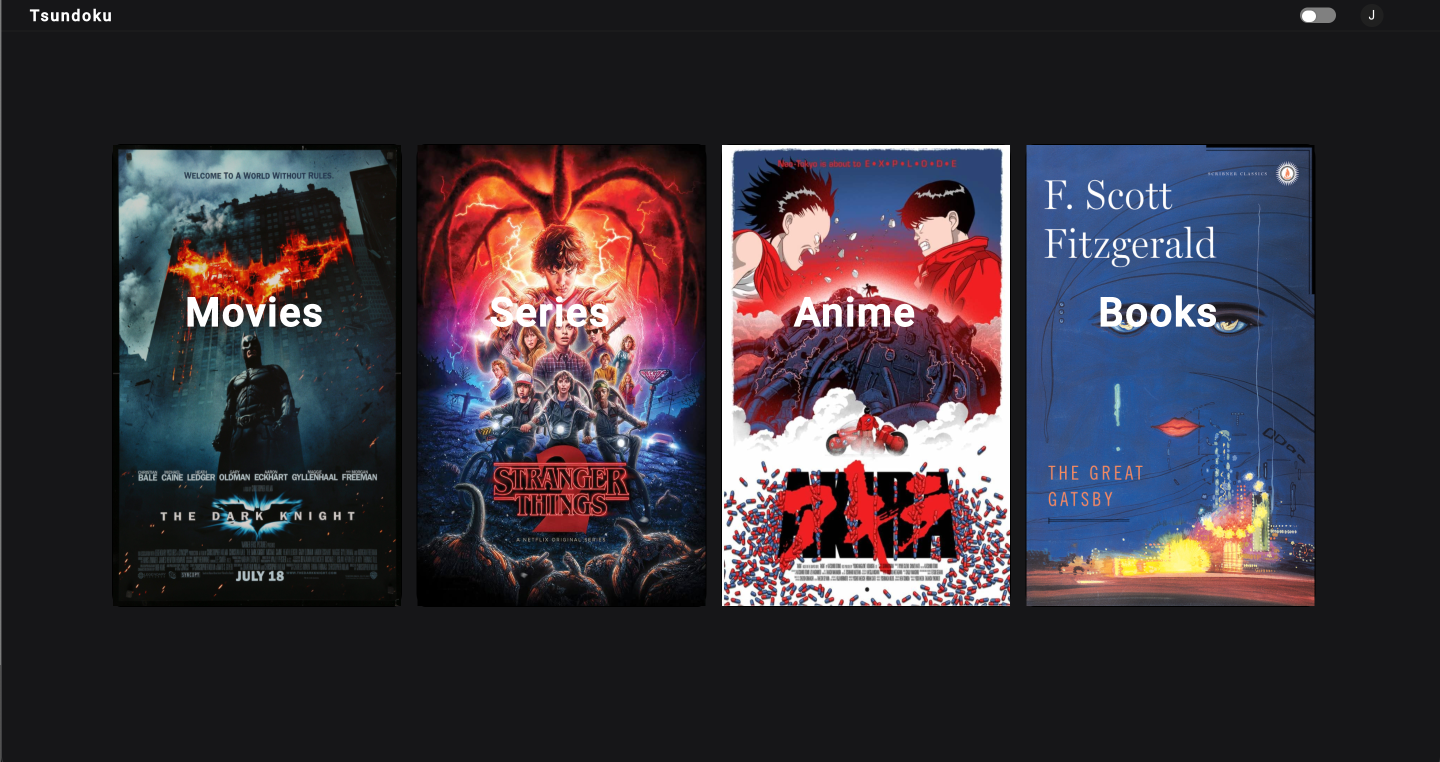 Tsundoku
J
WELCOME TO A WORLD WITHOUT RULES.
Movies
BALE CAINE LEDGER OLDMAN ECKHART GYLLENHAAL FREEMAN
THE DARK KNIGHT
JULY 18
Series
STRANGER
THINGS
2
A NETFLIX ORIGINAL SERIES
Neo-Tokyo is about to E•X•P•L•O•D•E
Anime
AKIRA
アキラ
SCRIBNER CLASSICS
F. Scott
Fitzgerald
Books
THE GREAT
GATSBY